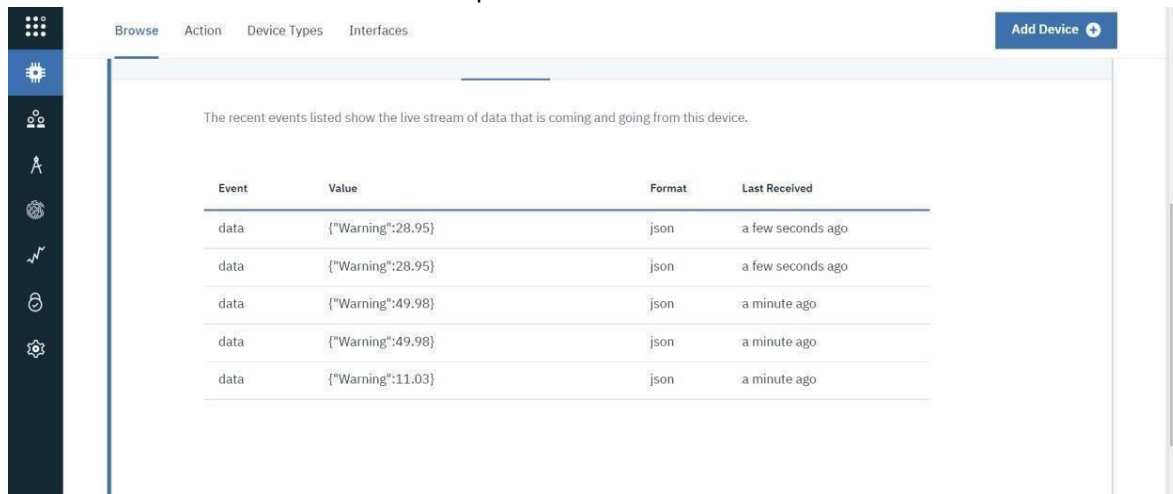 Browse Action Device Types Interfaces Add Device
The recent events listed show the live stream of data that is coming and going from this device.
Event Value Format Last Received
data {"Warning":28.95} json a few seconds ago
data {"Warning":28.95} json a few seconds ago
data {"Warning":49.98} json a minute ago
data {"Warning":49.98} json a minute ago
data {"Warning":11.03} json a minute ago